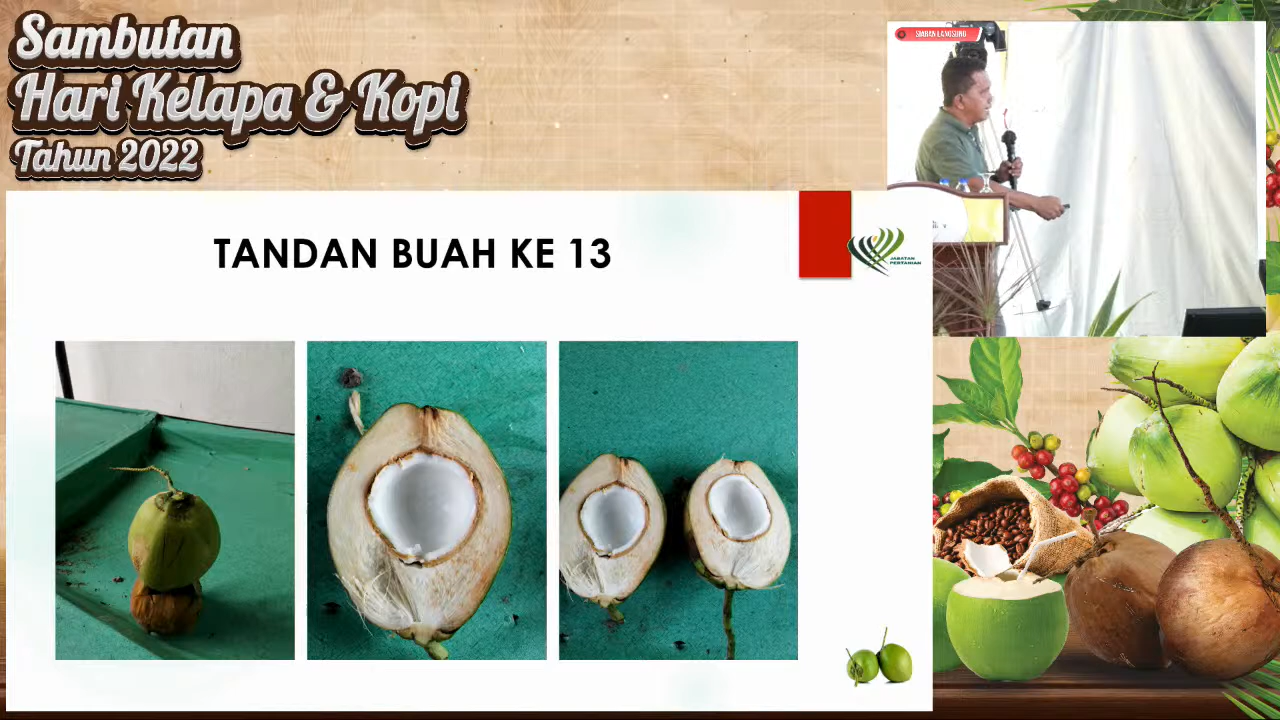 Sambutan
Hari Kelapa & Kopi
Tahun 2022
SIARAN LANGSUNG
TANDAN BUAH KE 13
JABATAN
PERTANIAN